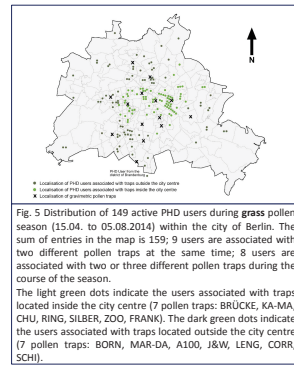 N
PHD User from the
district of Brandenburg
Localisation of PHD users associated with traps outside the city centre
Localisation of PHD users associated with traps inside the city centre
Localisation of gravimetric pollen traps
Fig. 5 Distribution of 149 active PHD users during grass pollen
season (15.04. to 05.08.2014) within the city of Berlin. The
sum of entries in the map is 159; 9 users are associated with
two different pollen traps at the same time; 8 users are
associated with two or three different pollen traps during the
course of the season.
The light green dots indicate the users associated with traps
located inside the city centre (7 pollen traps: BRÜCKE, KA-MA,
CHU, RING, SILBER, ZOO, FRANK). The dark green dots indicate
the users associated with traps located outside the city centre
(7 pollen traps: BORN, MAR-DA, A100, J&W, LENG, CORR,
SCHI).